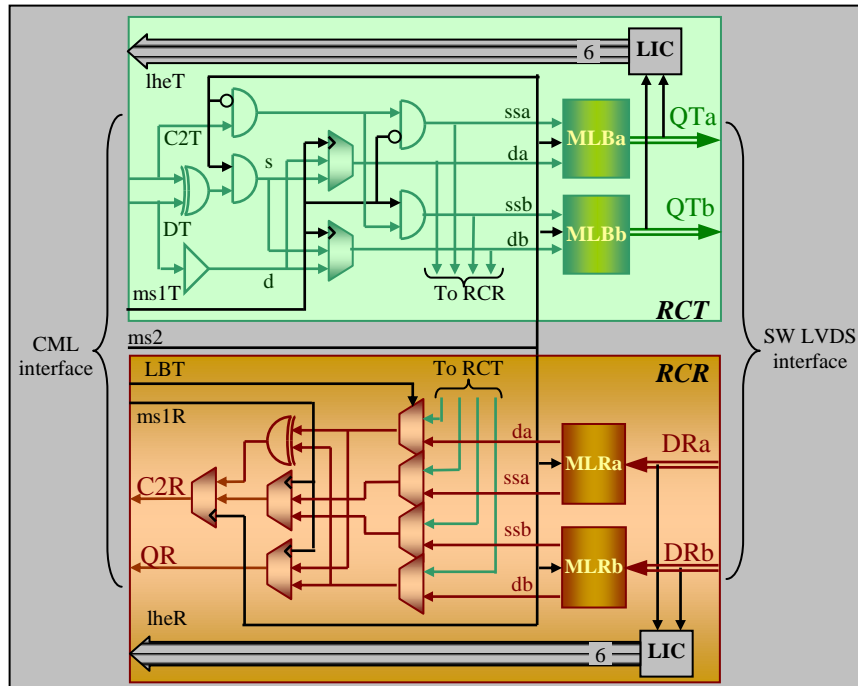 LIC
6
lheT
C2T
ssa
MLBa
QTa
s
da
DT
ssb
MLBb
QTb
db
d
ms1T
To RCR
RCT
CML
interface
ms2
SW LVDS
interface
LBT
To RCT
RCR
ms1R
da
MLRa
DRa
C2R
ssa
ssb
QR
MLRb
DRb
db
lheR
6
LIC